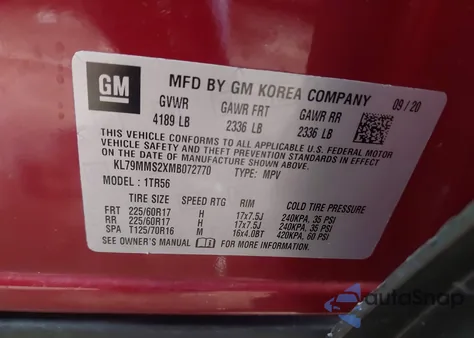 GM
MFD BY GM KOREA COMPANY 09/20
GVWR GAWR FRT GAWR RR
4189 LB 2336 LB 2336 LB
THIS VEHICLE CONFORMS TO ALL APPLICABLE U.S. FEDERAL MOTOR
VEHICLE SAFETY AND THEFT PREVENTION STANDARDS IN EFFECT ON
THE DATE OF MANUFACTURE SHOWN ABOVE.
KL79MMS2XMB072770 TYPE: MPV
MODEL: 1TR56
TIRE SIZE SPEED RTG RIM COLD TIRE PRESSURE
FRT 225/60R17 H 17x7.5J 240KPA, 35 PSI
RR 225/60R17 H 17x7.5J 240KPA, 35 PSI
SPA T125/70R16 M 16x4.0BT 420KPA, 60 PSI
SEE OWNER'S MANUAL FOR MORE INFORMATION
autoSnap